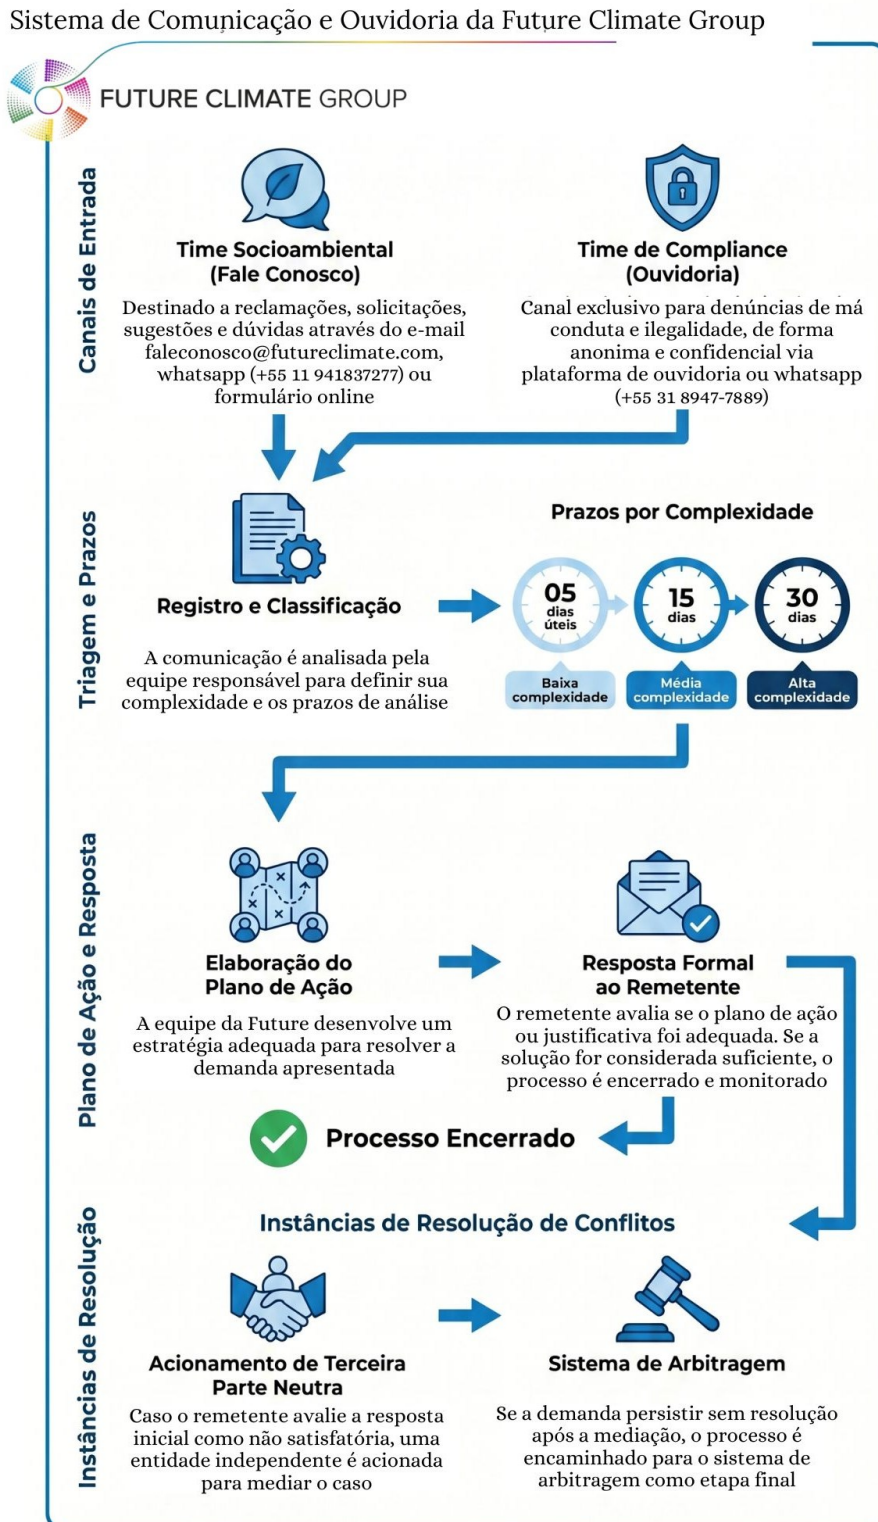 Sistema de Comunicação e Ouvidoria da Future Climate Group
FUTURE CLIMATE GROUP
Canais de Entrada
Time Socioambiental
(Fale Conosco)
Destinado a reclamações, solicitações,
sugestões e dúvidas através do e-mail
faleconosco@futureclimate.com,
whatsapp (+55 11 941837277) ou
formulário online
Time de Compliance
(Ouvidoria)
Canal exclusivo para denúncias de má
conduta e ilegalidade, de forma
anonima e confidencial via
plataforma de ouvidoria ou whatsapp
(+55 31 8947-7889)
Triagem e Prazos
Registro e Classificação
A comunicação é analisada pela
equipe responsável para definir sua
complexidade e os prazos de análise
Prazos por Complexidade
05
dias
úteis
Baixa
complexidade
15
dias
Média
complexidade
30
dias
Alta
complexidade
Plano de Ação e Resposta
Elaboração do
Plano de Ação
A equipe da Future desenvolve um
estratégia adequada para resolver a
demanda apresentada
Resposta Formal
ao Remetente
O remetente avalia se o plano de ação
ou justificativa foi adequada. Se a
solução for considerada suficiente, o
processo é encerrado e monitorado
Processo Encerrado
Instâncias de Resolução
Instâncias de Resolução de Conflitos
Acionamento de Terceira
Parte Neutra
Caso o remetente avalie a resposta
inicial como não satisfatória, uma
entidade independente é acionada
para mediar o caso
Sistema de Arbitragem
Se a demanda persistir sem resolução
após a mediação, o processo é
encaminhado para o sistema de
arbitragem como etapa final